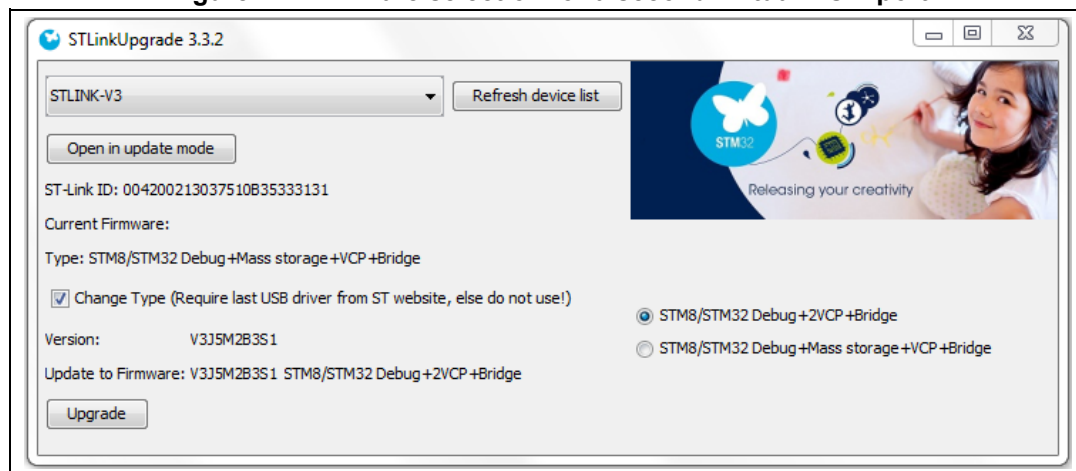 STLinkUpgrade 3.3.2
STLINK-V3
Refresh device list
Open in update mode
STM32
Releasing your creativity
ST-Link ID: 004200213037510B35333131
Current Firmware:
Type: STM8/STM32 Debug+Mass storage+VCP+Bridge
Change Type (Require last USB driver from ST website, else do not use!)
STM8/STM32 Debug+2VCP+Bridge
Version: V3J5M2B3S1
STM8/STM32 Debug+Mass storage+VCP+Bridge
Update to Firmware: V3J5M2B3S1 STM8/STM32 Debug+2VCP+Bridge
Upgrade